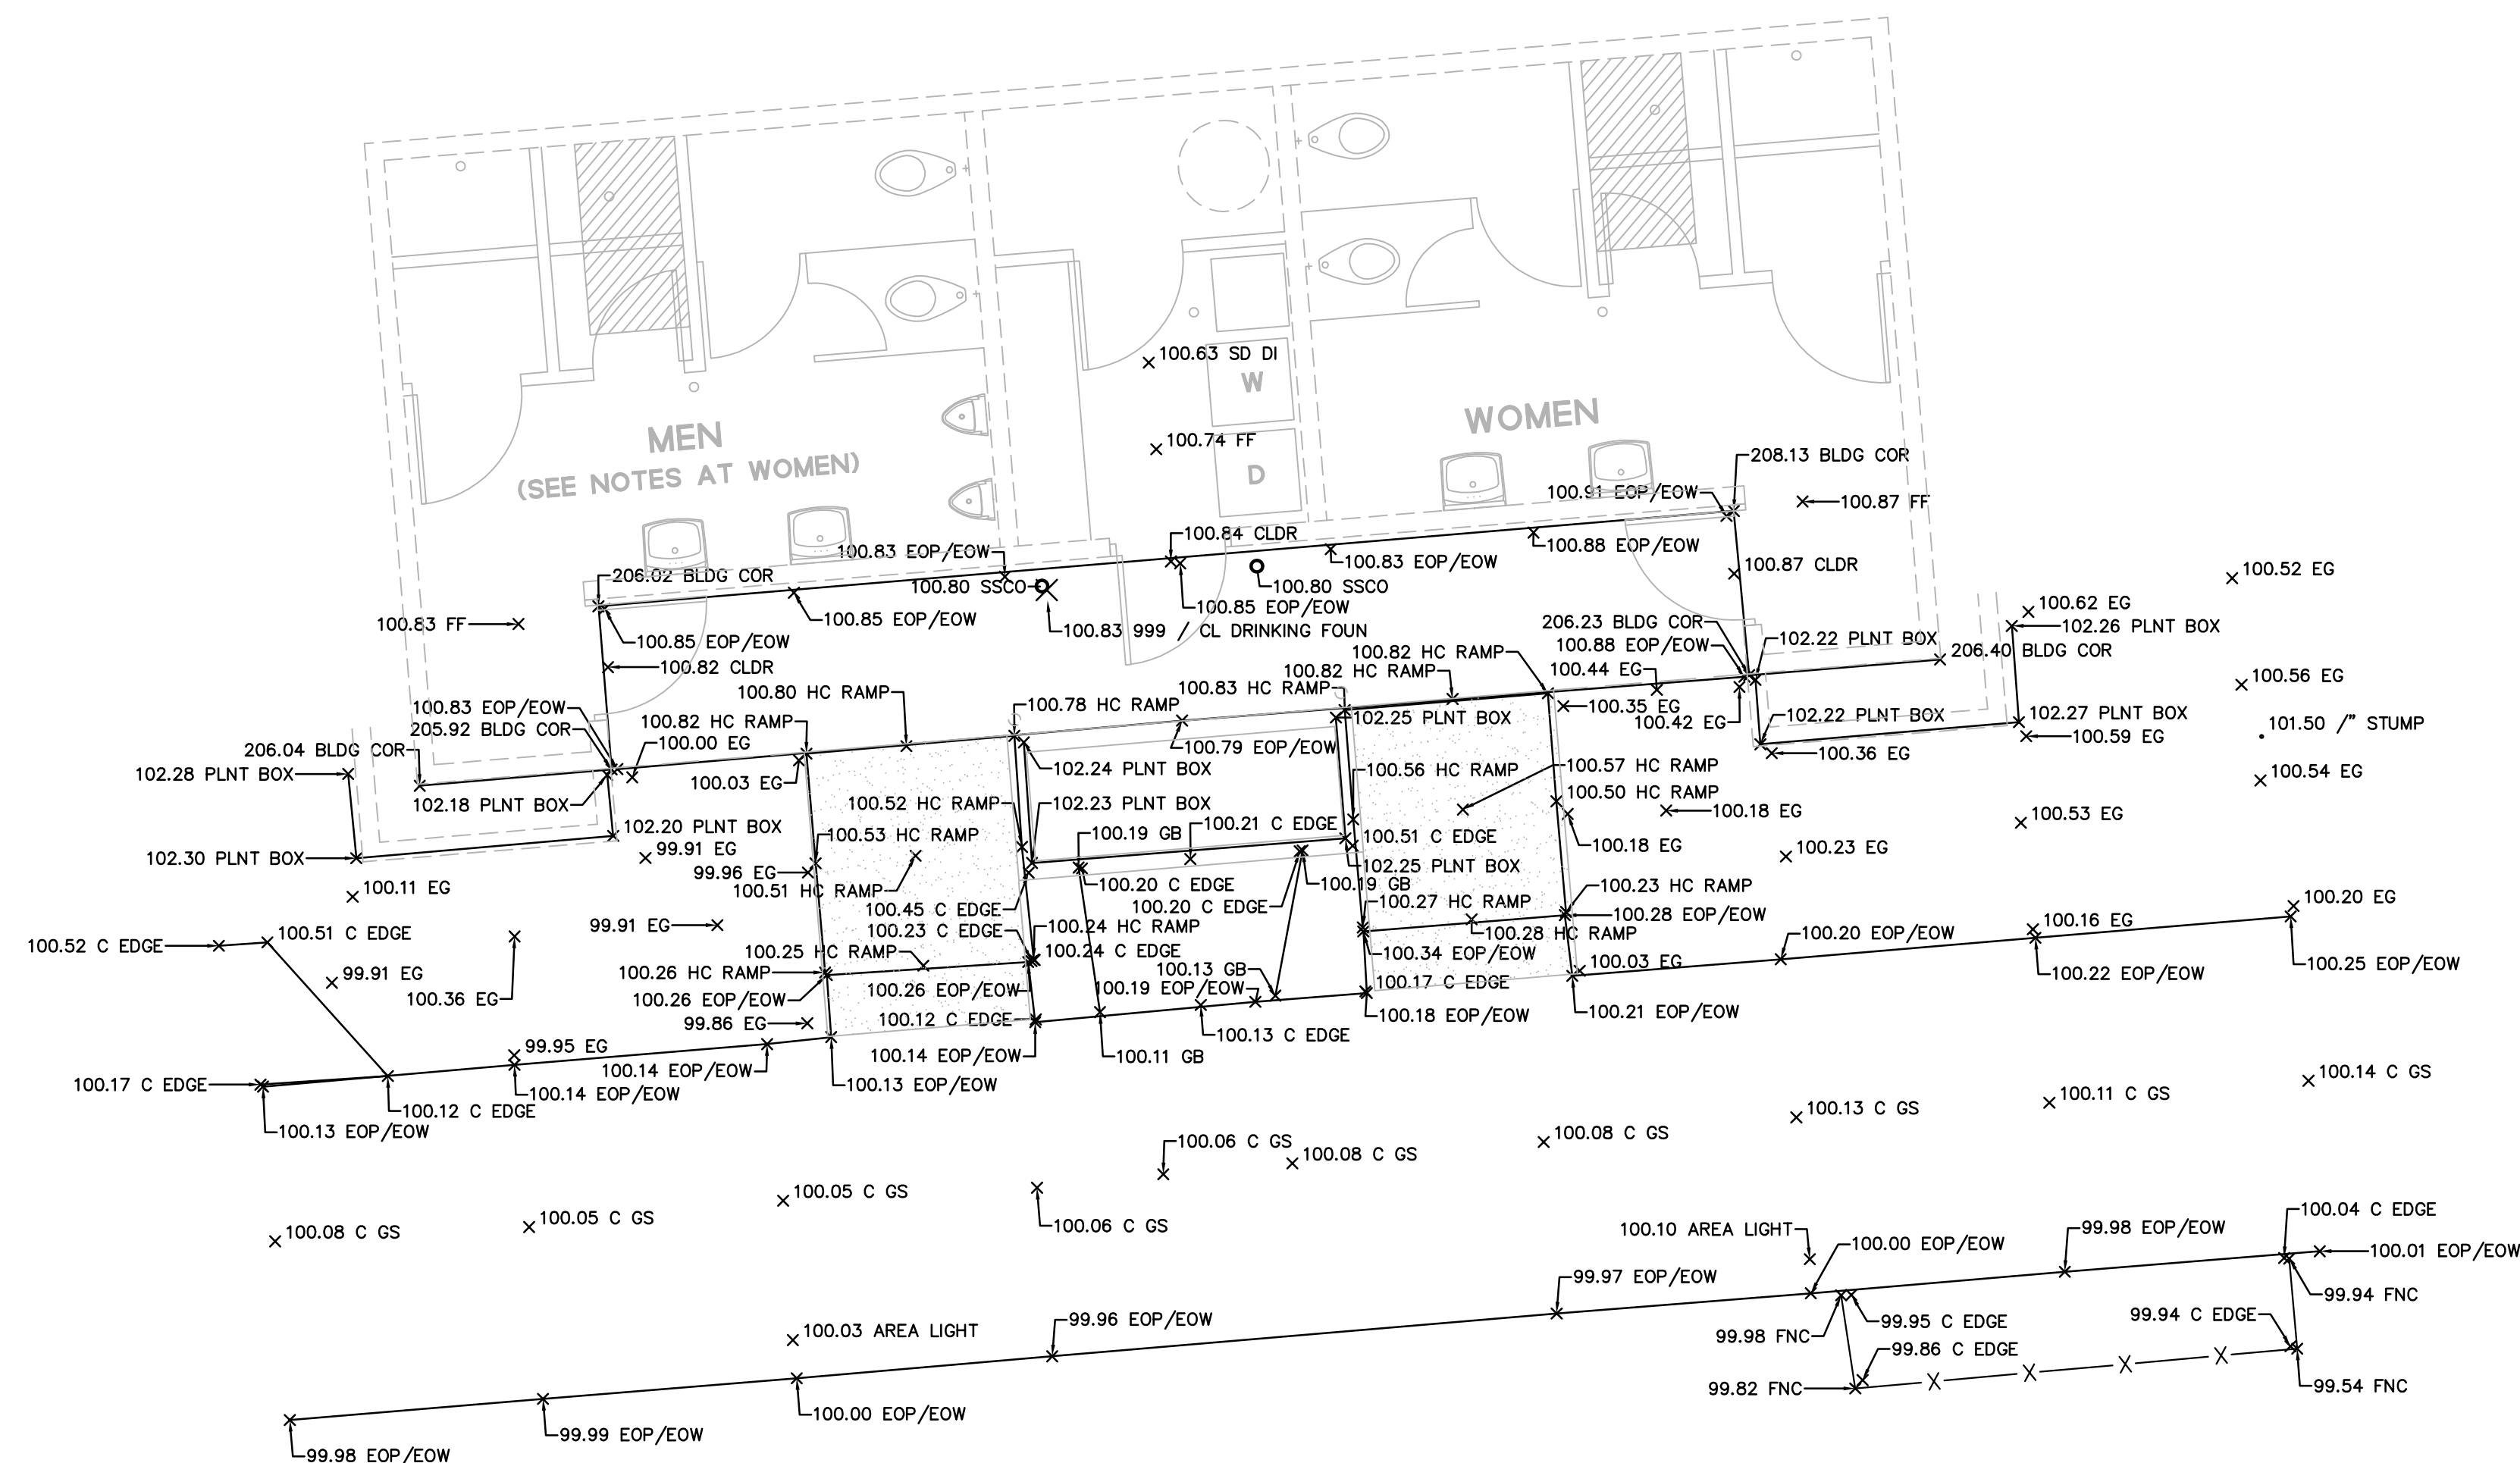 100.63 SD DI
W
MEN
WOMEN
100.74 FF
(SEE NOTES AT WOMEN)
D
208.13 BLDG COR
100.91 EOP/EOW
100.87 FF
100.84 CLDR
100.83 EOP/EOW
100.88 EOP/EOW
100.83 EOP/EOW
100.87 CLDR
100.52 EG
206.02 BLDG COR
100.80 SSCO
100.80 SSCO
100.62 EG
100.85 EOP/EOW
100.83 FF
100.85 EOP/EOW
100.83 999 / CL DRINKING FOUN
206.23 BLDG COR
102.26 PLNT BOX
100.85 EOP/EOW
100.88 EOP/EOW
102.22 PLNT BOX
100.82 HC RAMP
206.40 BLDG COR
100.82 CLDR
100.82 HC RAMP
100.44 EG
100.56 EG
100.80 HC RAMP
100.83 HC RAMP
100.83 EOP/EOW
100.82 HC RAMP
100.78 HC RAMP
100.35 EG
102.25 PLNT BOX
100.42 EG
102.22 PLNT BOX
102.27 PLNT BOX
101.50 /” STUMP
205.92 BLDG COR
206.04 BLDG COR
100.00 EG
100.79 EOP/EOW
100.59 EG
100.36 EG
102.28 PLNT BOX
102.24 PLNT BOX
100.56 HC RAMP
100.57 HC RAMP
100.54 EG
100.03 EG
100.50 HC RAMP
102.18 PLNT BOX
100.52 HC RAMP
102.23 PLNT BOX
100.18 EG
100.53 EG
102.20 PLNT BOX
100.53 HC RAMP
100.19 GB
100.21 C EDGE
100.51 C EDGE
100.18 EG
100.23 EG
102.30 PLNT BOX
99.91 EG
99.96 EG
102.25 PLNT BOX
100.11 EG
100.51 HC RAMP
100.20 C EDGE
100.19 GB
100.23 HC RAMP
100.20 EG
100.45 C EDGE
100.20 C EDGE
100.27 HC RAMP
100.28 EOP/EOW
100.52 C EDGE
100.51 C EDGE
99.91 EG
100.23 C EDGE
100.24 HC RAMP
100.28 HC RAMP
100.20 EOP/EOW
100.16 EG
99.91 EG
100.25 HC RAMP
100.24 C EDGE
100.34 EOP/EOW
100.03 EG
100.25 EOP/EOW
100.26 HC RAMP
100.13 GB
100.22 EOP/EOW
100.36 EG
100.26 EOP/EOW
100.26 EOP/EOW
100.19 EOP/EOW
100.17 C EDGE
99.86 EG
100.12 C EDGE
100.18 EOP/EOW
100.21 EOP/EOW
99.95 EG
100.13 C EDGE
100.14 EOP/EOW
100.11 GB
100.17 C EDGE
100.14 EOP/EOW
100.14 EOP/EOW
100.13 EOP/EOW
100.14 C GS
100.12 C EDGE
100.13 C GS
100.11 C GS
100.13 EOP/EOW
100.06 C GS
100.08 C GS
100.08 C GS
100.05 C GS
100.08 C GS
100.05 C GS
100.06 C GS
100.10 AREA LIGHT
99.98 EOP/EOW
100.04 C EDGE
100.00 EOP/EOW
100.01 EOP/EOW
99.97 EOP/EOW
99.94 FNC
100.03 AREA LIGHT
99.96 EOP/EOW
99.98 FNC
99.95 C EDGE
99.94 C EDGE
99.86 C EDGE
99.82 FNC
99.54 FNC
100.00 EOP/EOW
99.99 EOP/EOW
99.98 EOP/EOW